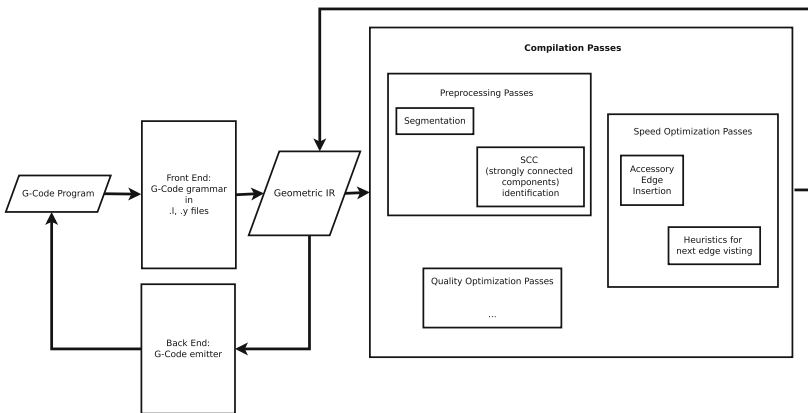 Compilation Passes
Preprocessing Passes
Segmentation
SCC
(strongly connected
components)
identification
Speed Optimization Passes
Accessory
Edge
Insertion
Heuristics for
next edge visting
Quality Optimization Passes
...
G-Code Program
Front End:
G-Code grammar
in
.l, .y files
Geometric IR
Back End:
G-Code emitter